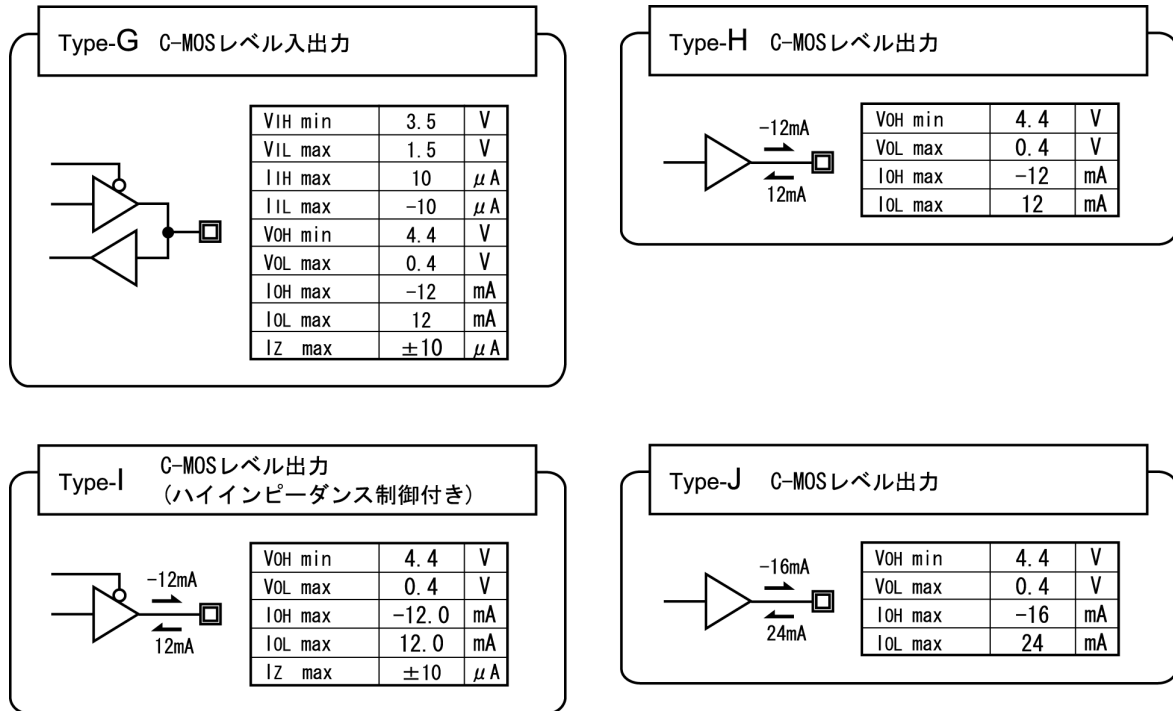 Type-G C-MOSレベル入出力
VIH min 3.5 V
VIL max 1.5 V
IIH max 10 μA
IIL max -10 μA
VOH min 4.4 V
VOL max 0.4 V
IOH max -12 mA
IOL max 12 mA
IZ max ±10 μA
Type-H C-MOSレベル出力
-12mA
12mA
VOH min 4.4 V
VOL max 0.4 V
IOH max -12 mA
IOL max 12 mA
Type-I C-MOSレベル出力
(ハイインピーダンス制御付き)
-12mA
12mA
VOH min 4.4 V
VOL max 0.4 V
IOH max -12.0 mA
IOL max 12.0 mA
IZ max ±10 μA
Type-J C-MOSレベル出力
-16mA
24mA
VOH min 4.4 V
VOL max 0.4 V
IOH max -16 mA
IOL max 24 mA